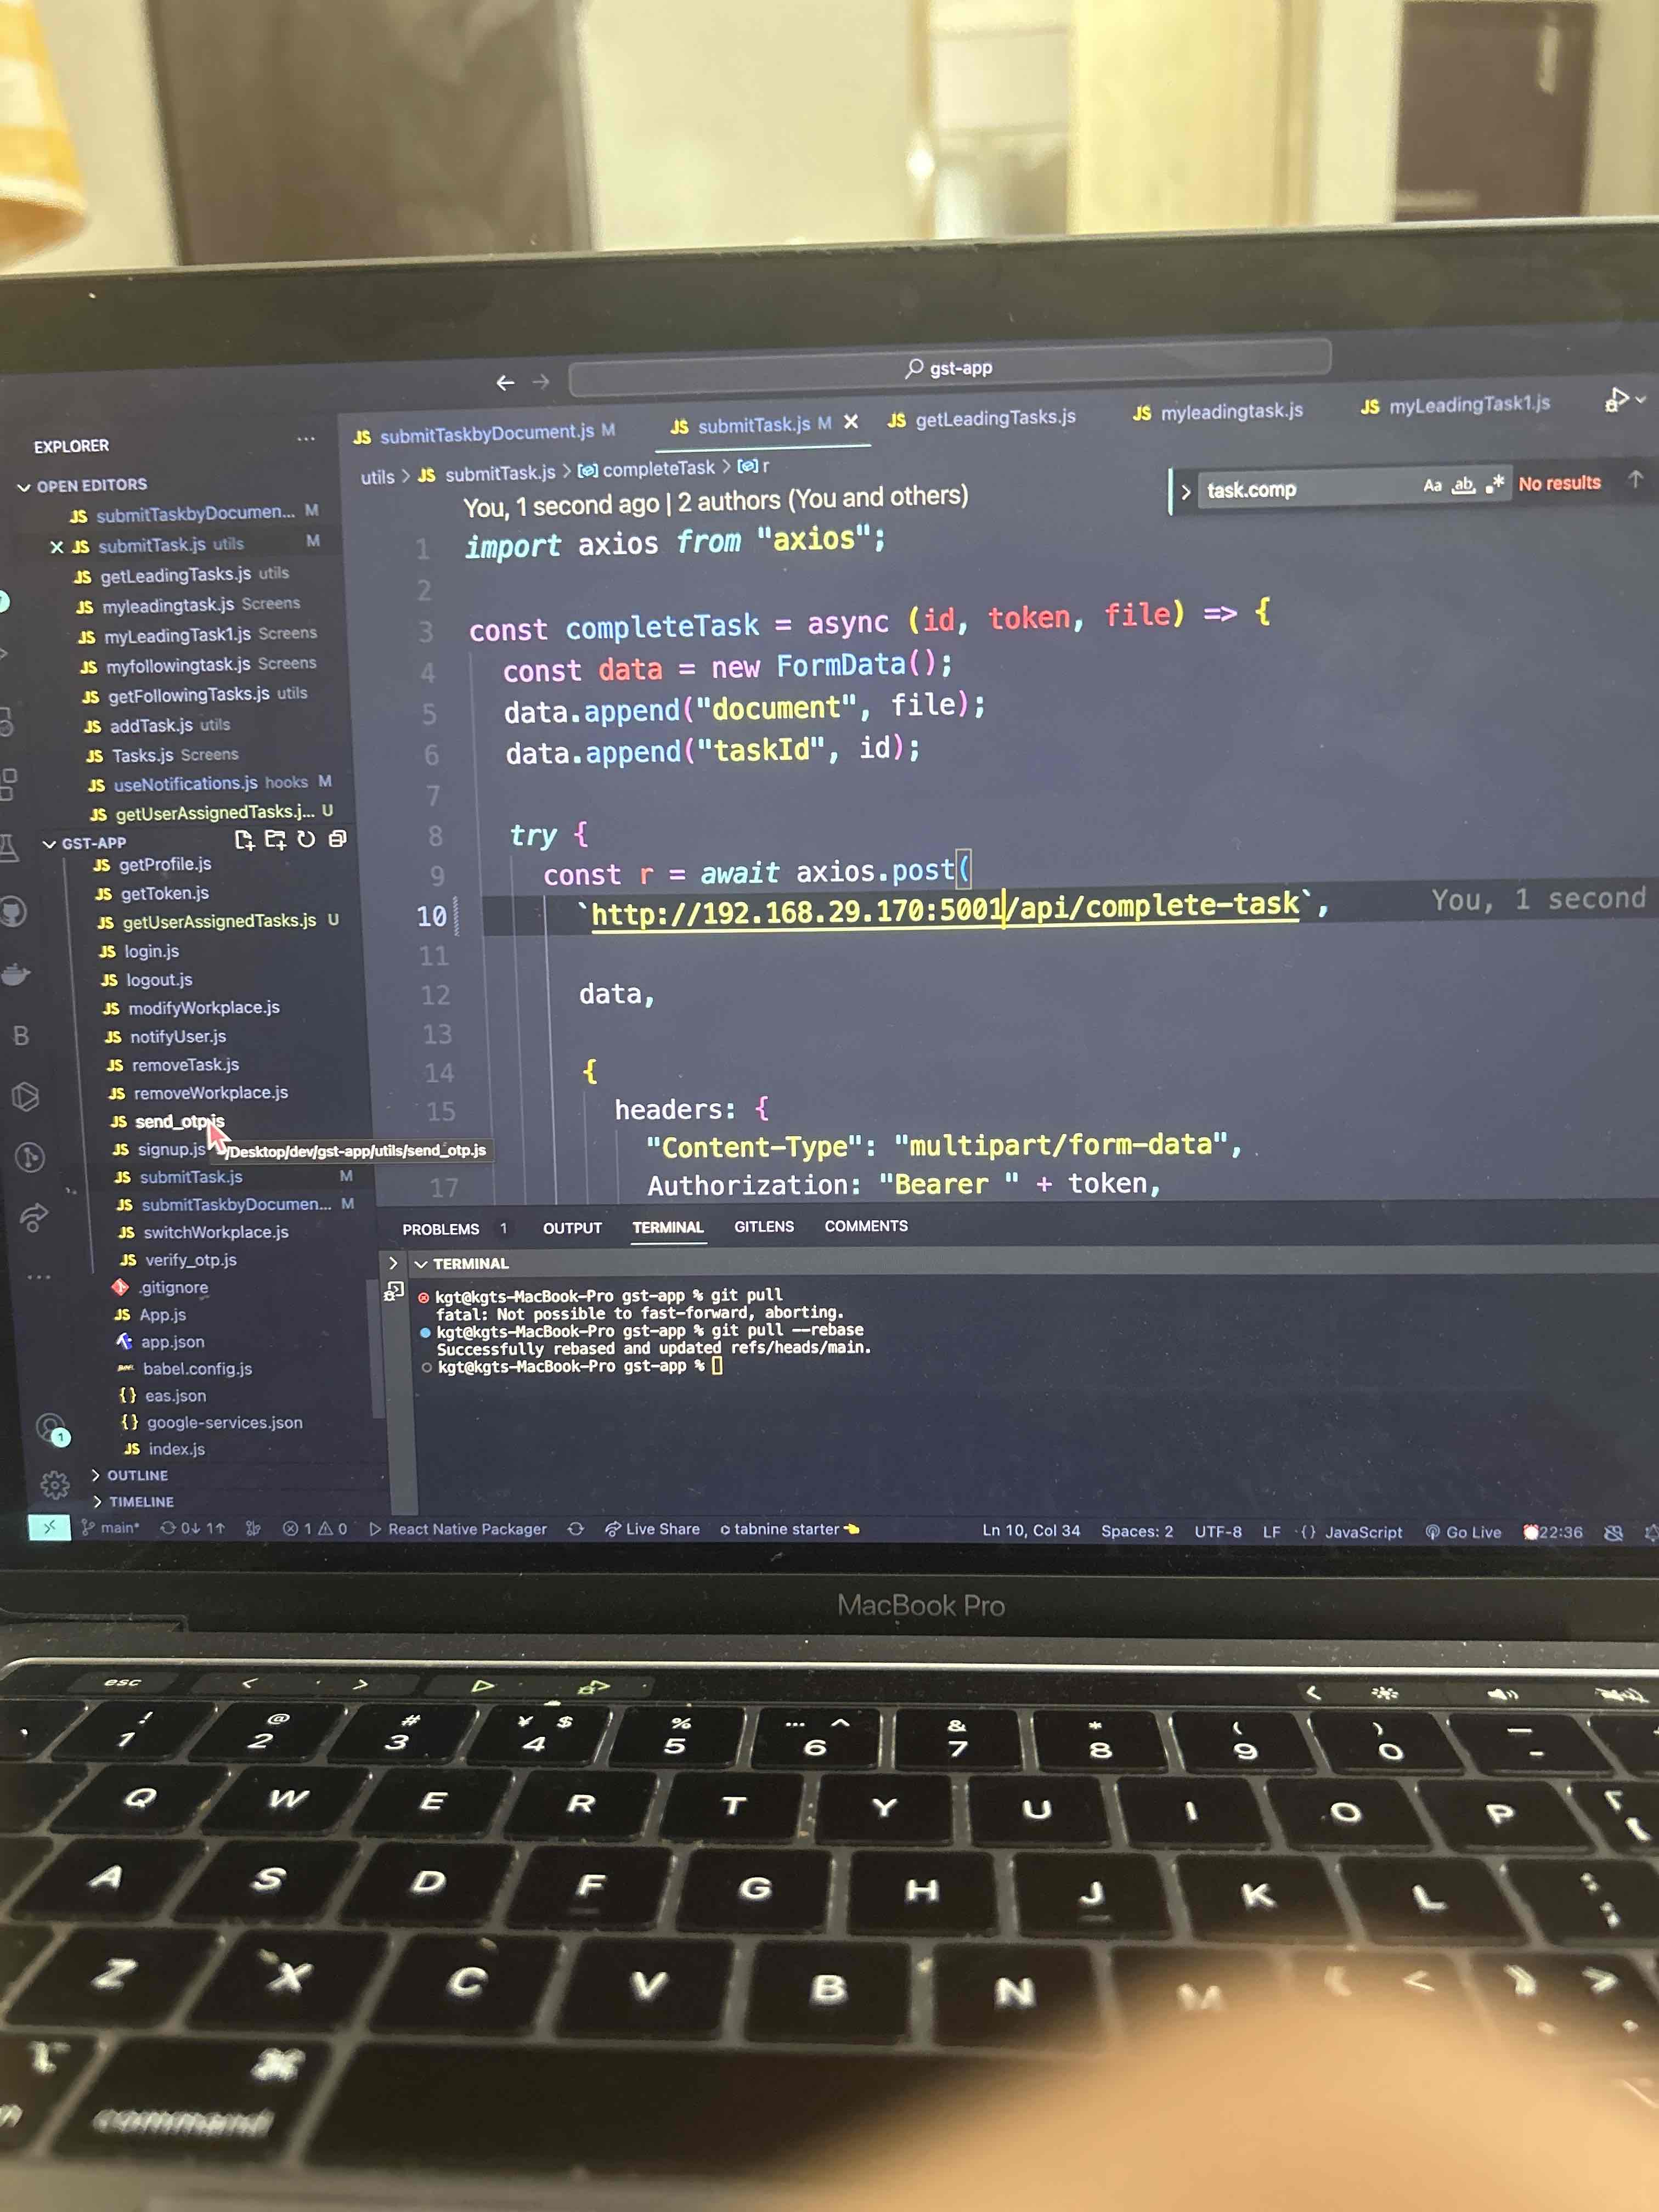 gst-app
EXPLORER
JS submitTaskbyDocument.js M
JS submitTask.js M
JS getLeadingTasks.js
JS myleadingtask.js
JS myLeadingTask1.js
OPEN EDITORS
JS submitTaskbyDocumen... M
JS submitTask.js utils M
JS getLeadingTasks.js utils
JS myleadingtask.js Screens
JS myLeadingTask1.js Screens
JS myfollowingtask.js Screens
JS getFollowingTasks.js utils
JS addTask.js utils
JS Tasks.js Screens
JS useNotifications.js hooks M
JS getUserAssignedTasks.j... U
GST-APP
JS getProfile.js
JS getToken.js
JS getUserAssignedTasks.js U
JS login.js
JS logout.js
JS modifyWorkplace.js
JS notifyUser.js
JS removeTask.js
JS removeWorkplace.js
JS send_otp.js
JS signup.js
~/Desktop/dev/gst-app/utils/send_otp.js
JS submitTask.js M
JS submitTaskbyDocumen... M
JS switchWorkplace.js
JS verify_otp.js
.gitignore
JS App.js
app.json
babel.config.js
{} eas.json
{} google-services.json
JS index.js
OUTLINE
TIMELINE
utils > JS submitTask.js > completeTask > r
task.comp Aa ab .* No results
You, 1 second ago | 2 authors (You and others)
1 import axios from "axios";
2
3 const completeTask = async (id, token, file) => {
4 const data = new FormData();
5 data.append("document", file);
6 data.append("taskId", id);
7
8 try {
9 const r = await axios.post(
10 `http://192.168.29.170:5001/api/complete-task`, You, 1 second
11
12 data,
13
14 {
15 headers: {
"Content-Type": "multipart/form-data",
17 Authorization: "Bearer " + token,
PROBLEMS 1 OUTPUT TERMINAL GITLENS COMMENTS
TERMINAL
kgt@kgts-MacBook-Pro gst-app % git pull
fatal: Not possible to fast-forward, aborting.
kgt@kgts-MacBook-Pro gst-app % git pull --rebase
Successfully rebased and updated refs/heads/main.
kgt@kgts-MacBook-Pro gst-app %
B
1
main* 0↓ 1↑ 1 0 React Native Packager Live Share tabnine starter Ln 10, Col 34 Spaces: 2 UTF-8 LF {} JavaScript Go Live 22:36
MacBook Pro
esc < > <
! @ # ¥ $ % … ^ & * ( ) —
1 2 3 4 5 6 7 8 9 0 -
Q W E R T Y U I O P
A S D F G H J K L
Z X C V B N M 《 < 》 >
⌥ ⌘
command